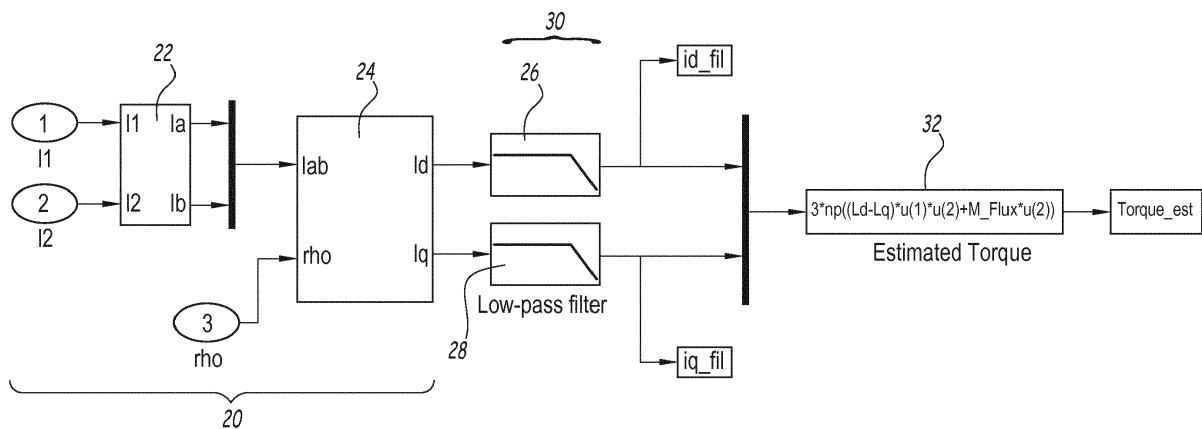 30
22
24
26
id_fil
32
1
I1
I1
Ia
2
I2
I2
Ib
Iab
Id
rho
Iq
3*np((Ld-Lq)*u(1)*u(2)+M_Flux*u(2))
Estimated Torque
Torque_est
Low-pass filter
28
3
rho
iq_fil
20